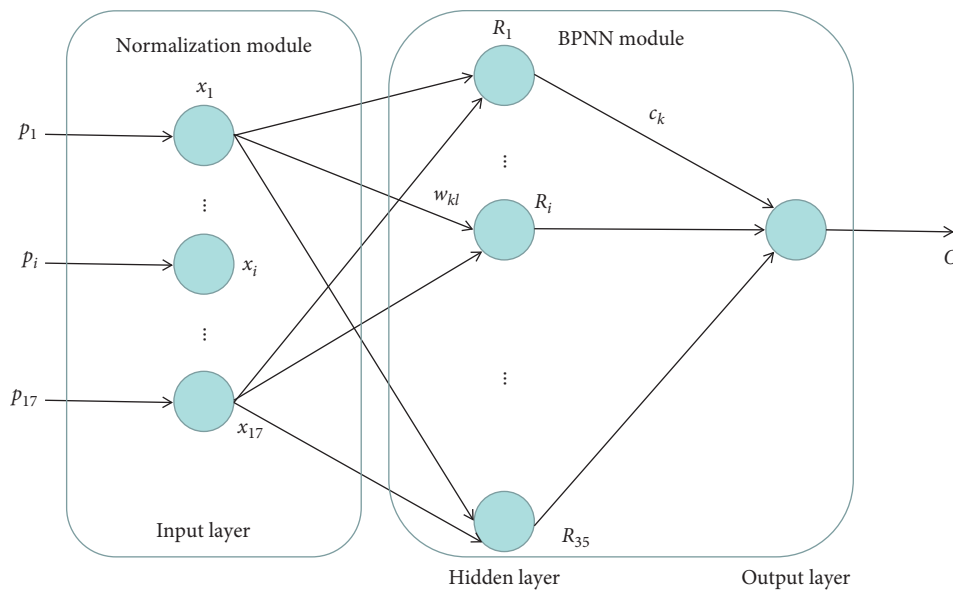 Normalization module
BPNN module
x1
p1
⋮
pi
xi
⋮
p17
x17
Input layer
R1
ck
⋮
wkl
Ri
⋮
R35
Hidden layer
Output layer